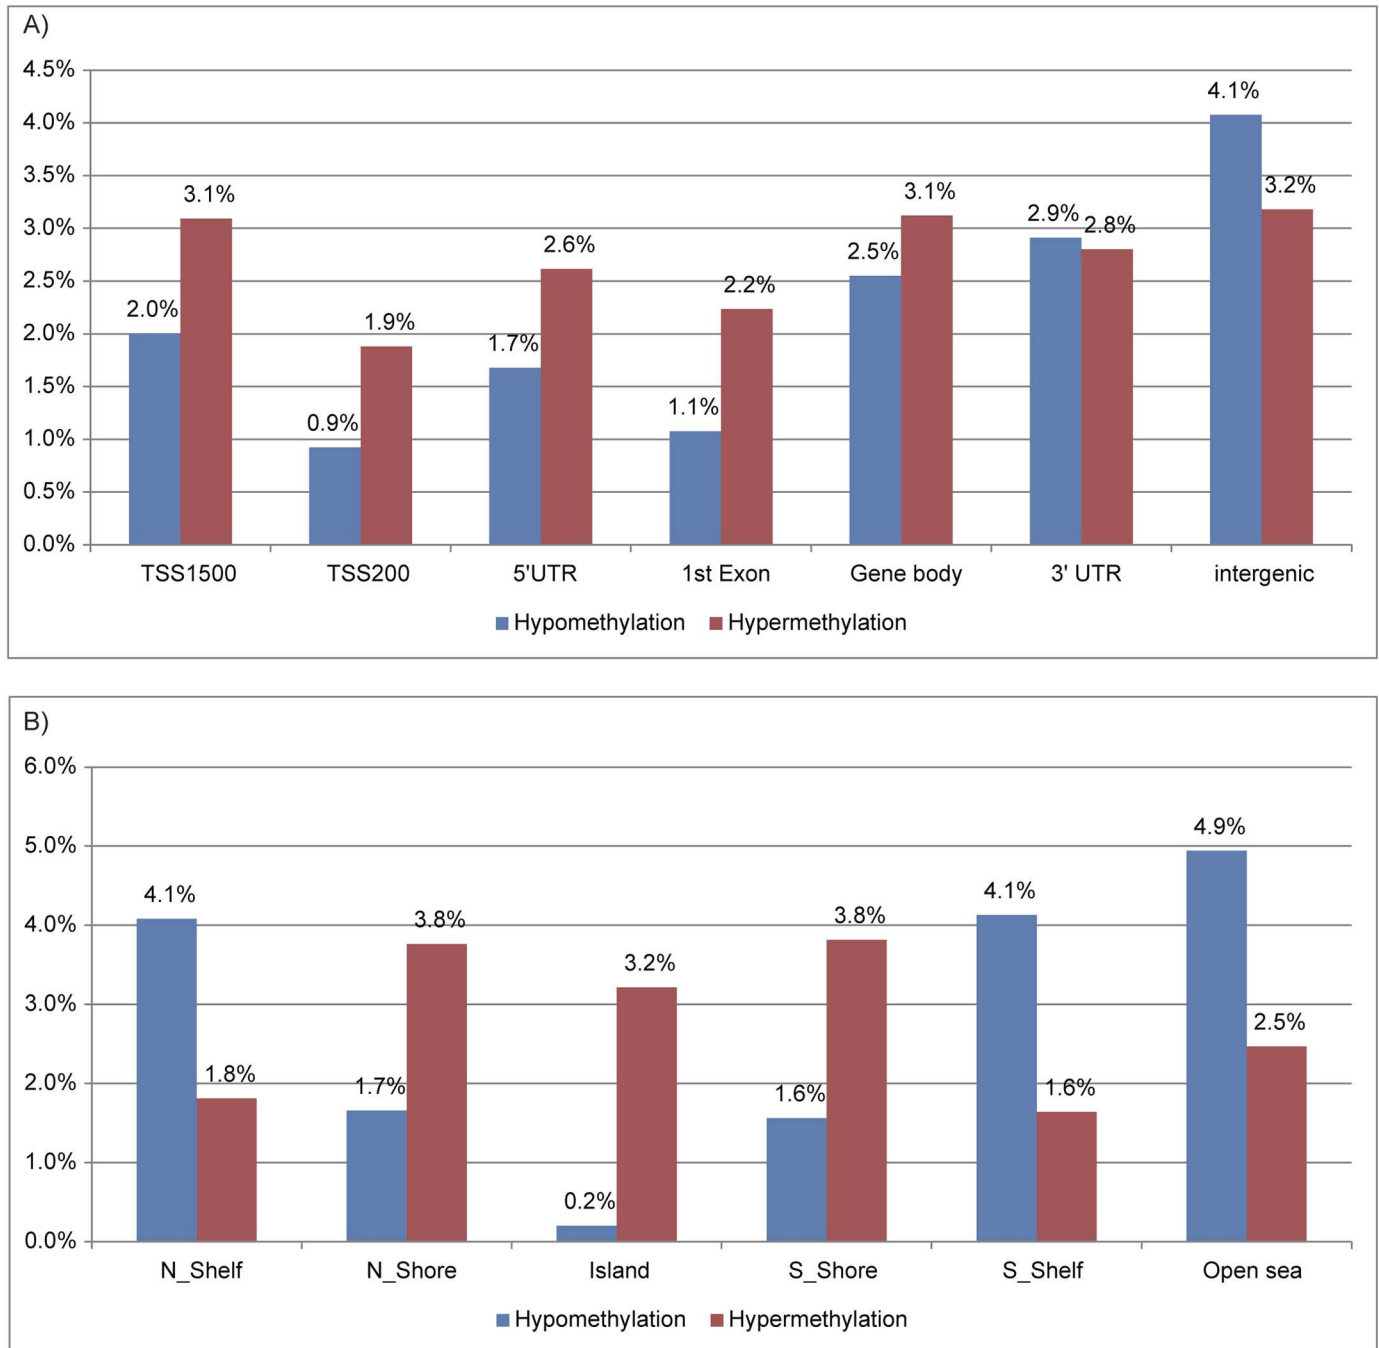 A)
4.5%
4.0%
3.5%
3.0%
2.5%
2.0%
1.5%
1.0%
0.5%
0.0%
2.0% 3.1% 0.9% 1.9% 1.7% 2.6% 1.1% 2.2% 2.5% 3.1% 2.9% 2.8% 4.1% 3.2%
TSS1500 TSS200 5'UTR 1st Exon Gene body 3' UTR intergenic
Hypomethylation Hypermethylation
B)
6.0%
5.0%
4.0%
3.0%
2.0%
1.0%
0.0%
4.1% 1.8% 1.7% 3.8% 0.2% 3.2% 1.6% 3.8% 4.1% 1.6% 4.9% 2.5%
N_Shelf N_Shore Island S_Shore S_Shelf Open sea
Hypomethylation Hypermethylation